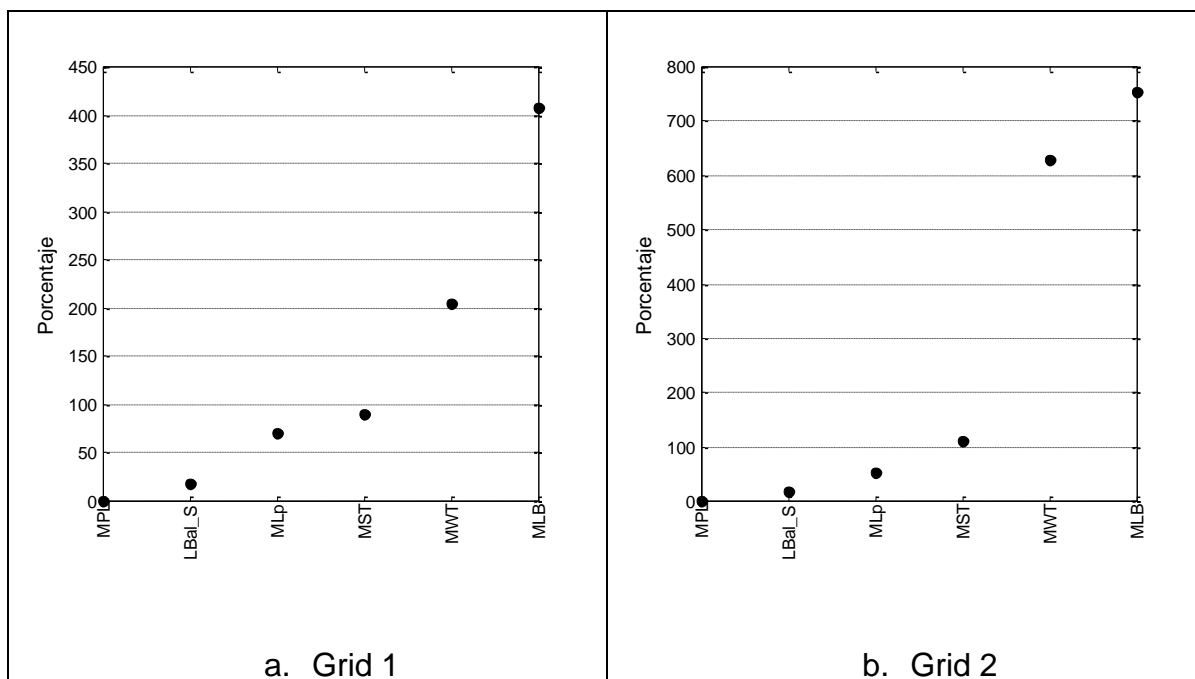 450
400
350
300
250
200
150
100
50
0
Porcentaje
MPL
LBal_S
MLp
MST
MWT
MLB
a. Grid 1
800
700
600
500
400
300
200
100
0
Porcentaje
MPL
LBal_S
MLp
MST
MWT
MLB
b. Grid 2